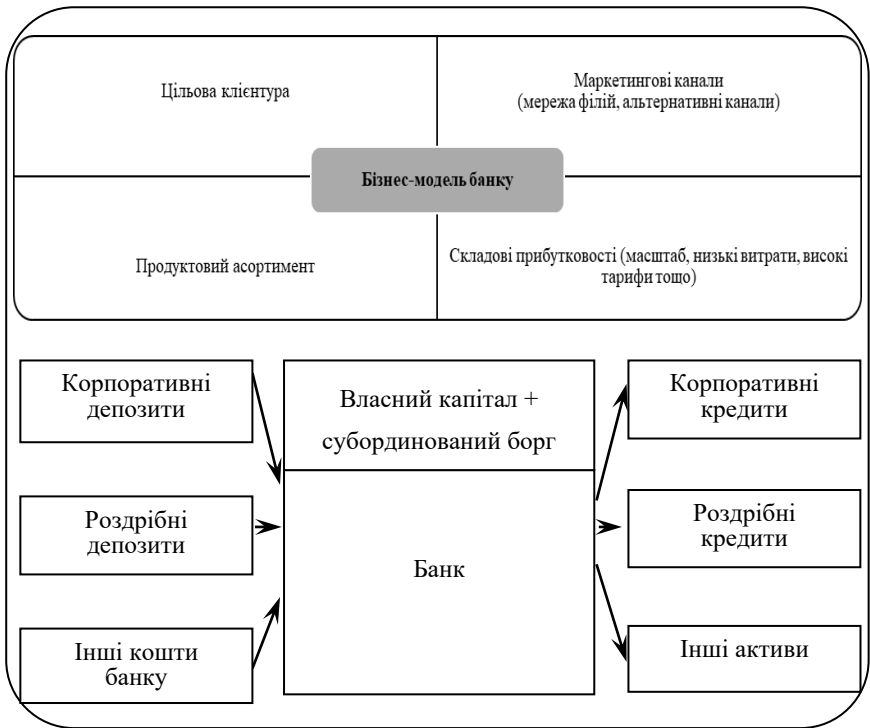 Цільова клієнтура
Маркетингові канали
(мережа філій, альтернативні канали)
Бізнес-модель банку
Продуктовий асортимент
Складові прибутковості (масштаб, низькі витрати, високі
тарифи тощо)
Корпоративні
депозити
Власний капітал +
субординований борг
Корпоративні
кредити
Роздрібні
депозити
Банк
Роздрібні
кредити
Інші кошти
банку
Інші активи